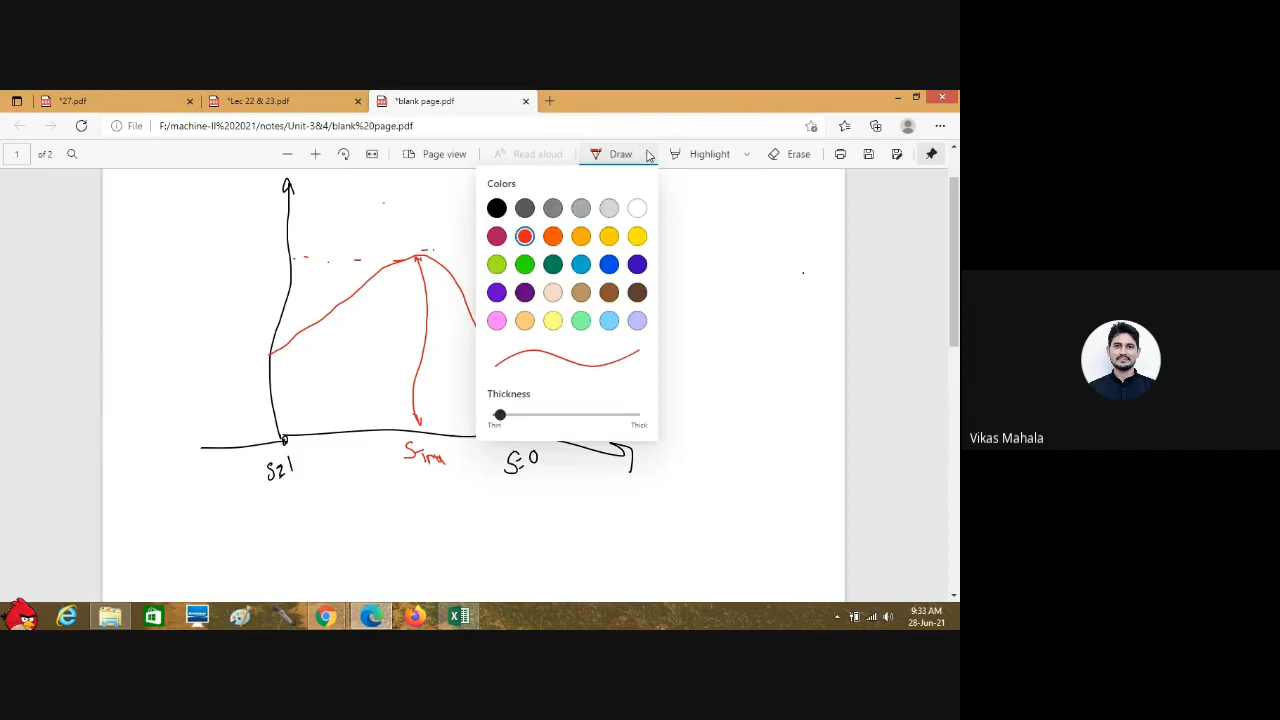 *27.pdf
*Lec 22 & 23.pdf
*blank page.pdf
File
F:/machine-II%202021/notes/Unit-3&4/blank%20page.pdf
1 of 2
Page view
Read aloud
Draw
Highlight
Erase
Colors
Thickness
Thin
Thick
S=1
S=0
Vikas Mahala
9:33 AM
28-Jun-21